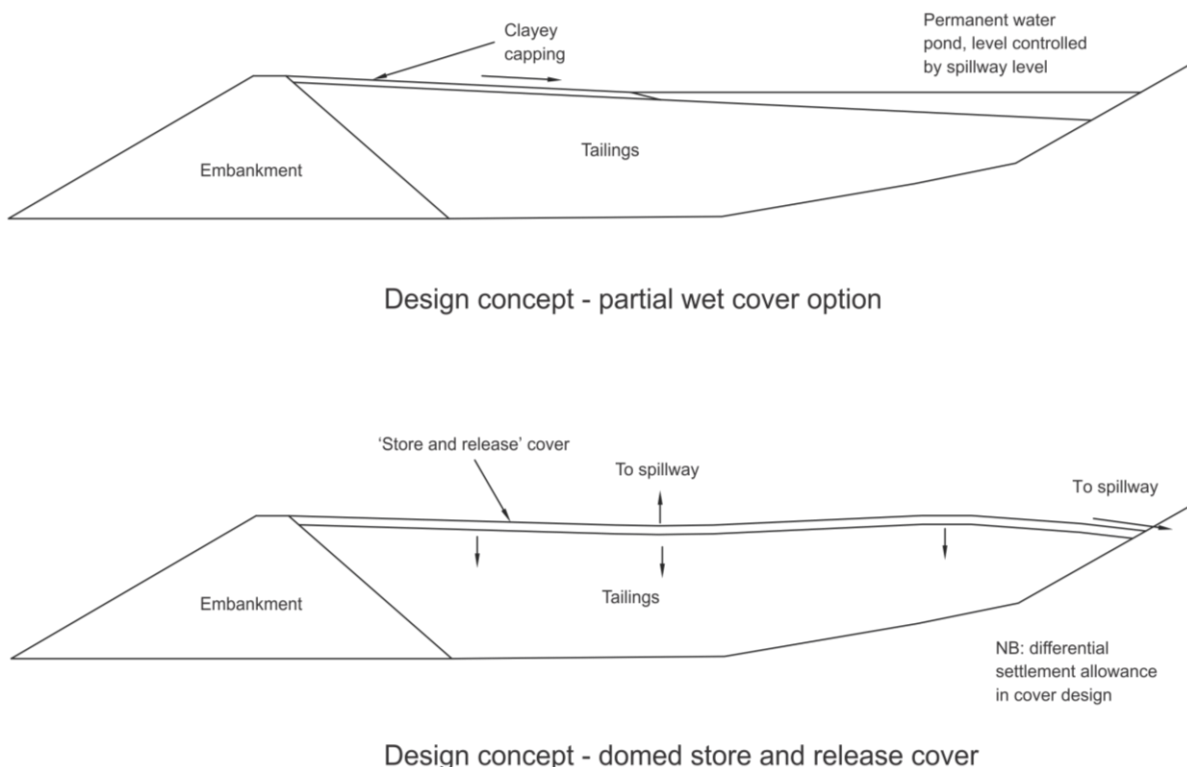 Clayey
capping
Permanent water
pond, level controlled
by spillway level
Embankment
Tailings
Design concept - partial wet cover option
‘Store and release’ cover
To spillway
To spillway
Embankment
Tailings
NB: differential
settlement allowance
in cover design
Design concept - domed store and release cover